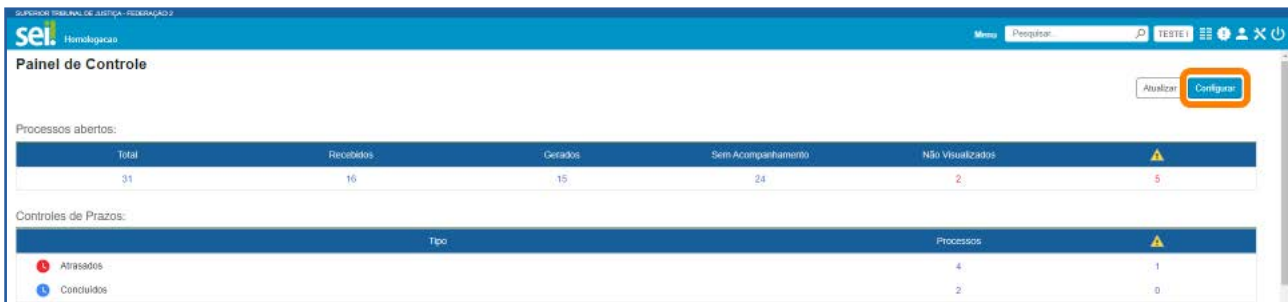 SUPERIOR TRIBUNAL DE JUSTIÇA - FEDERAÇÃO 2
sei! Homologacao Menu Pesquisar... TESTE I
Painel de Controle
Atualizar Configurar
Processos abertos:
Total Recebidos Gerados Sem Acompanhamento Não Visualizados
31 16 15 24 2 5
Controles de Prazos:
Tipo Processos
Atrasados 4 1
Concluídos 2 0